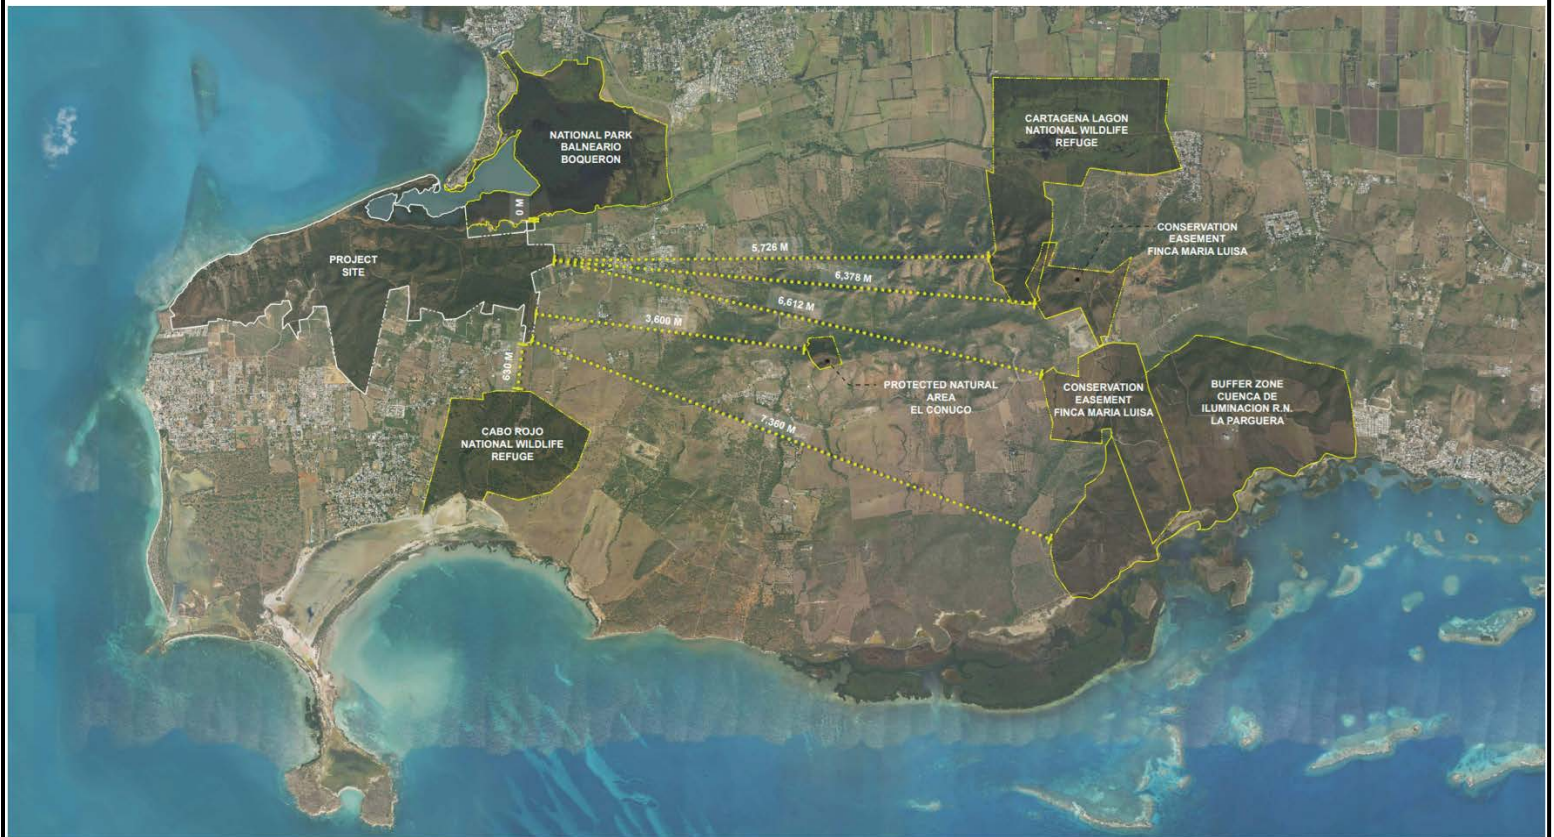 NATIONAL PARK
BALNEARIO
BOQUERON
CARTAGENA LAGON
NATIONAL WILDLIFE
REFUGE
0 M
CONSERVATION
EASEMENT
FINCA MARIA LUISA
PROJECT
SITE
5,726 M
6,378 M
6,612 M
3,600 M
630 M
PROTECTED NATURAL
AREA
EL CONUCO
CONSERVATION
EASEMENT
FINCA MARIA LUISA
BUFFER ZONE
CUENCA DE
ILUMINACION R.N.
LA PARGUERA
7,360 M
CABO ROJO
NATIONAL WILDLIFE
REFUGE